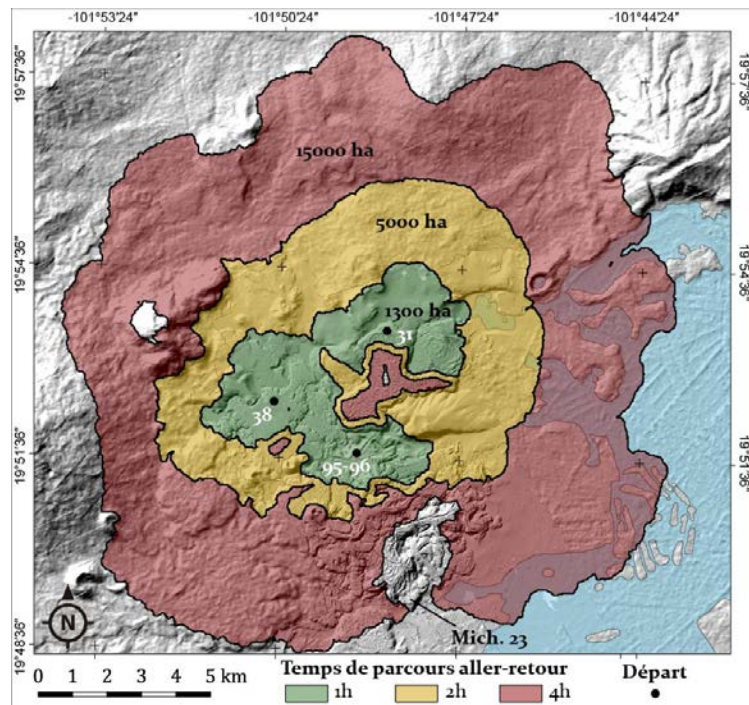 -101°53'24" -101°50'24" -101°47'24" -101°44'24"
19°57'36" 19°57'36"
15000 ha
5000 ha
19°54'36" 19°54'36"
1300 ha
31
38
95-96
19°51'36" 19°51'36"
Mich. 23
19°48'36"
N
0 1 2 3 4 5 km
Temps de parcours aller-retour
Départ
1h 2h 4h